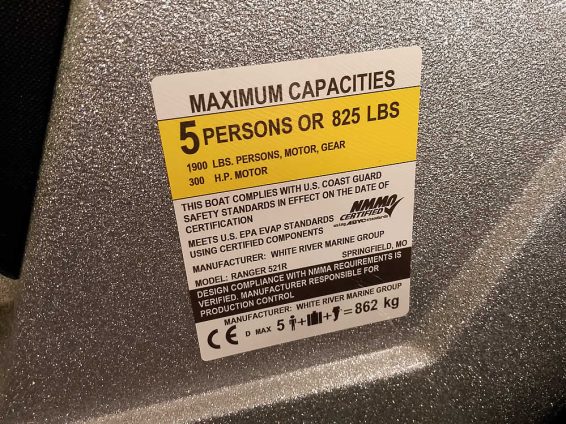 MAXIMUM CAPACITIES
5 PERSONS OR 825 LBS
1900 LBS. PERSONS, MOTOR, GEAR
300 H.P. MOTOR
THIS BOAT COMPLIES WITH U.S. COAST GUARD
SAFETY STANDARDS IN EFFECT ON THE DATE OF
CERTIFICATION
NMMA
CERTIFIED
using ABYC standards
MEETS U.S. EPA EVAP STANDARDS
USING CERTIFIED COMPONENTS
MANUFACTURER: WHITE RIVER MARINE GROUP
MODEL: RANGER 521R SPRINGFIELD, MO
DESIGN COMPLIANCE WITH NMMA REQUIREMENTS IS
VERIFIED. MANUFACTURER RESPONSIBLE FOR
PRODUCTION CONTROL
MANUFACTURER: WHITE RIVER MARINE GROUP
CE D MAX 5 + + = 862 kg